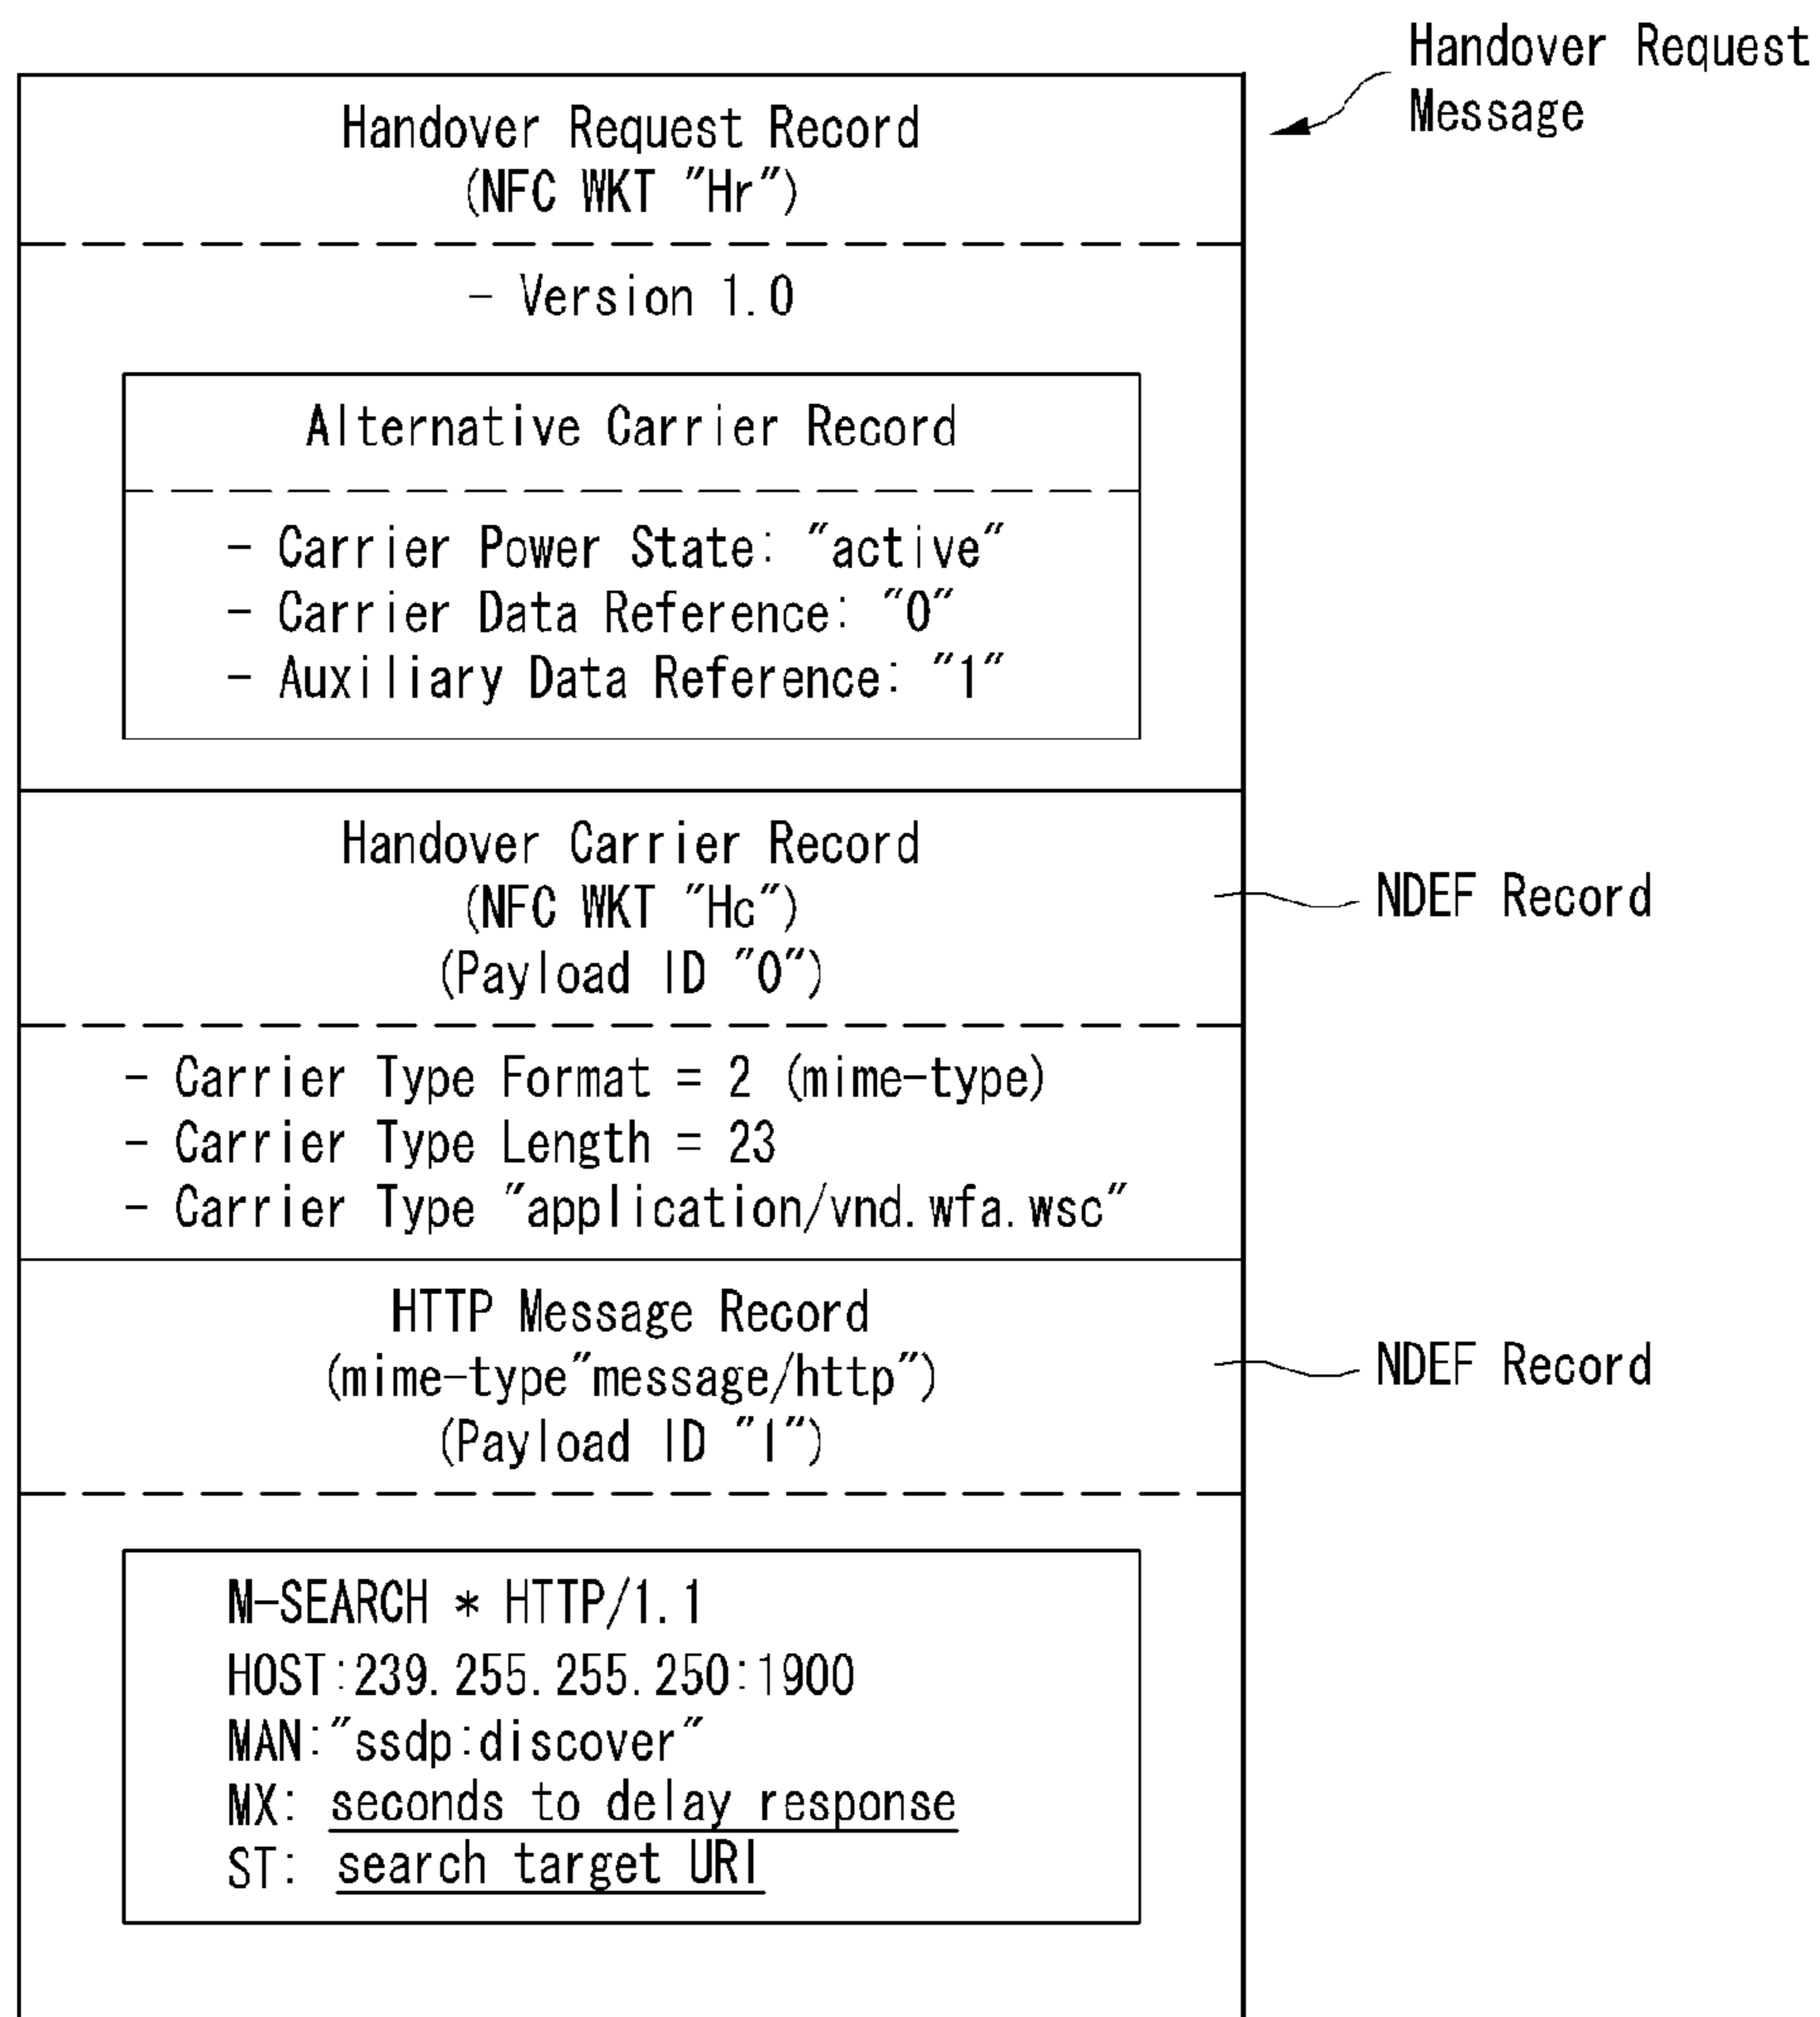 Handover Request
Message
Handover Request Record
(NFC WKT "Hr")
- Version 1.0
Alternative Carrier Record
- Carrier Power State: "active"
- Carrier Data Reference: "0"
- Auxiliary Data Reference: "1"
Handover Carrier Record
(NFC WKT "Hc")
(Payload ID "0")
NDEF Record
- Carrier Type Format = 2 (mime-type)
- Carrier Type Length = 23
- Carrier Type "application/vnd.wfa.wsc"
HTTP Message Record
(mime-type"message/http")
(Payload ID "1")
NDEF Record
M-SEARCH * HTTP/1.1
HOST:239.255.255.250:1900
MAN:"ssdp:discover"
MX: seconds to delay response
ST: search target URI